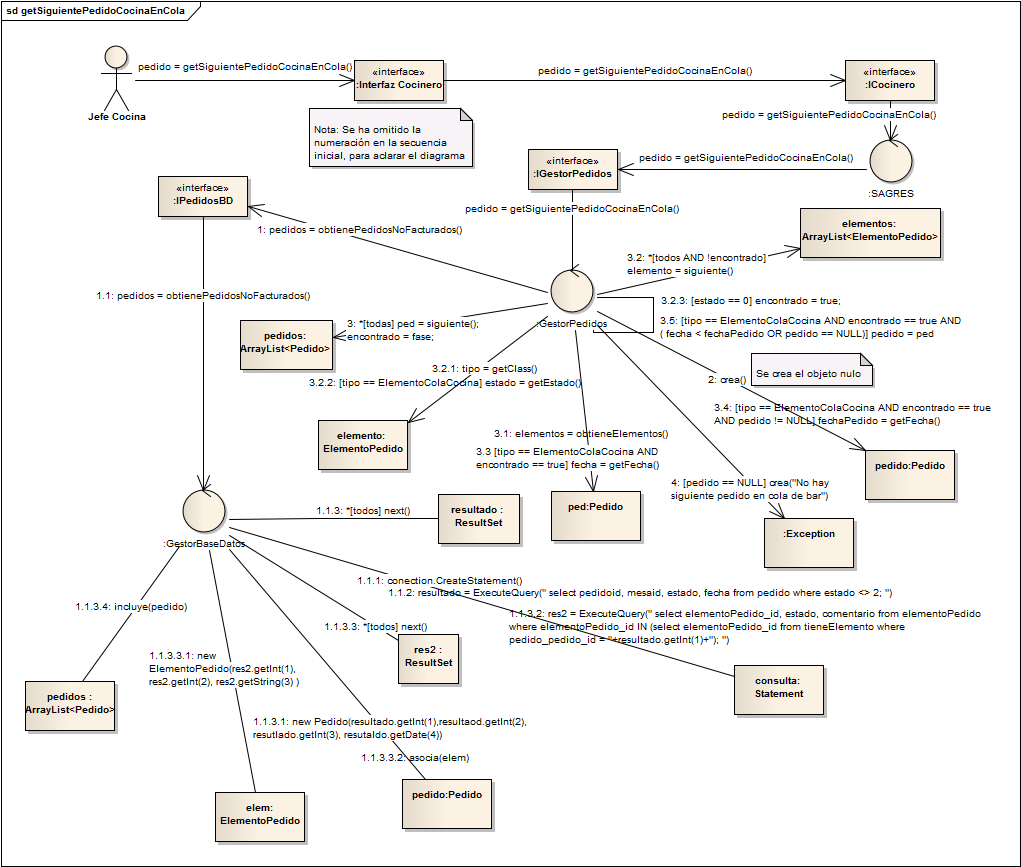 sd getSiguientePedidoCocinaEnCola
Jefe Cocina
pedido = getSiguientePedidoCocinaEnCola()
«interface»
:Interfaz Cocinero
pedido = getSiguientePedidoCocinaEnCola()
«interface»
:ICocinero
pedido = getSiguientePedidoCocinaEnCola()
Nota: Se ha omitido la
numeración en la secuencia
inicial, para aclarar el diagrama
:SAGRES
pedido = getSiguientePedidoCocinaEnCola()
«interface»
:IGestorPedidos
pedido = getSiguientePedidoCocinaEnCola()
«interface»
:IPedidosBD
1: pedidos = obtienePedidosNoFacturados()
elementos:
ArrayList<ElementoPedido>
3.2: *[todos AND !encontrado]
elemento = siguiente()
1.1: pedidos = obtienePedidosNoFacturados()
:GestorPedidos
3.2.3: [estado == 0] encontrado = true;
3.5: [tipo == ElementoColaCocina AND encontrado == true AND
( fecha < fechaPedido OR pedido == NULL)] pedido = ped
pedidos:
ArrayList<Pedido>
3: *[todas] ped = siguiente();
encontrado = fase;
3.2.1: tipo = getClass()
3.2.2: [tipo == ElementoColaCocina] estado = getEstado()
2: crea()
Se crea el objeto nulo
3.4: [tipo == ElementoColaCocina AND encontrado == true
AND pedido != NULL] fechaPedido = getFecha()
elemento:
ElementoPedido
3.1: elementos = obtieneElementos()
3.3 [tipo == ElementoColaCocina AND
encontrado == true] fecha = getFecha()
pedido:Pedido
4: [pedido == NULL] crea("No hay
siguiente pedido en cola de bar")
ped:Pedido
:Exception
:GestorBaseDatos
1.1.3: *[todos] next()
resultado :
ResultSet
1.1.1: conection.CreateStatement()
1.1.2: resultado = ExecuteQuery(" select pedidoid, mesaid, estado, fecha from pedido where estado <> 2; ")
1.1.3.4: incluye(pedido)
1.1.3.2: res2 = ExecuteQuery(" select elementoPedido_id, estado, comentario from elementoPedido
where elementoPedido_id IN (select elementoPedido_id from tieneElemento where
pedido_pedido_id = "+resultado.getInt(1)+"); ")
1.1.3.3: *[todos] next()
res2 :
ResultSet
1.1.3.3.1: new
ElementoPedido(res2.getInt(1),
res2.getInt(2), res2.getString(3) )
consulta:
Statement
pedidos :
ArrayList<Pedido>
1.1.3.1: new Pedido(resultado.getInt(1),resultaod.getInt(2),
resutlado.getInt(3), resutaldo.getDate(4))
1.1.3.3.2: asocia(elem)
elem:
ElementoPedido
pedido:Pedido